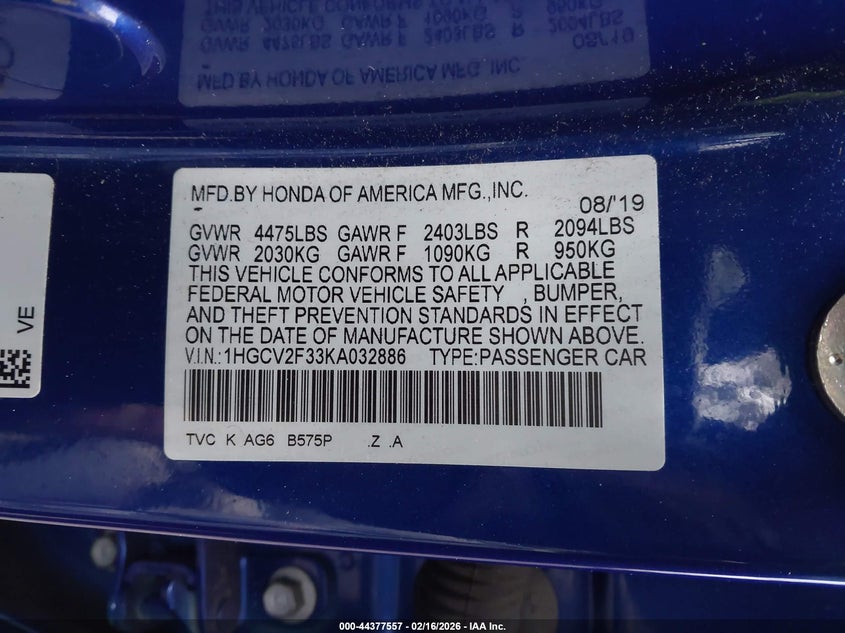 MFD.BY HONDA OF AMERICA MFG.,INC.
08/'19
GVWR 4475LBS GAWR F 2403LBS R 2094LBS
GVWR 2030KG GAWR F 1090KG R 950KG
THIS VEHICLE CONFORMS TO ALL APPLICABLE
FEDERAL MOTOR VEHICLE SAFETY , BUMPER,
AND THEFT PREVENTION STANDARDS IN EFFECT
ON THE DATE OF MANUFACTURE SHOWN ABOVE.
V.I.N.:1HGCV2F33KA032886 TYPE:PASSENGER CAR
TVC K AG6 B575P .Z .A
VE
000-44377557 - 02/16/2026 - IAA Inc.